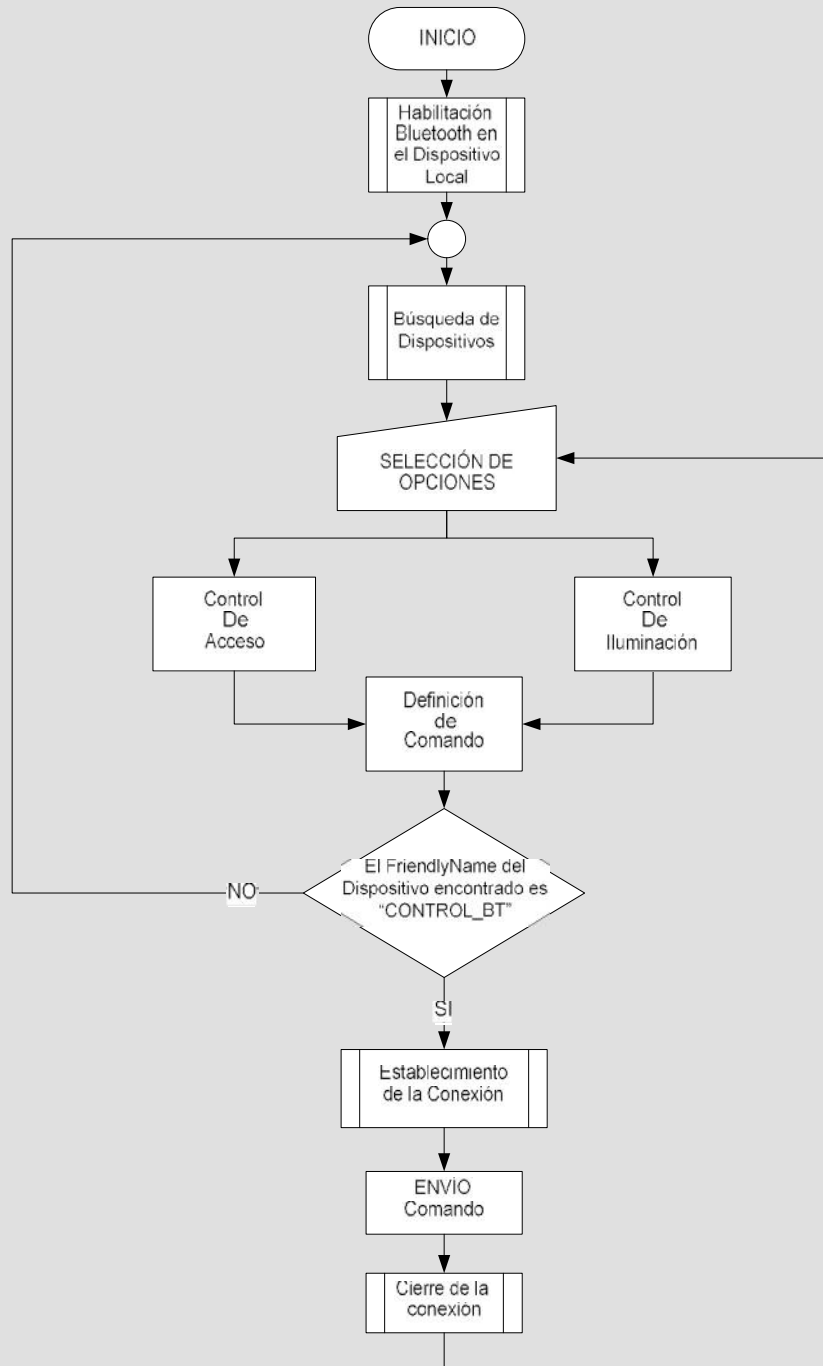 INICIO
Habilitación
Bluetooth en
el Dispositivo
Local
Búsqueda de
Dispositivos
SELECCIÓN DE
OPCIONES
Control
De
Acceso
Control
De
Iluminación
Definición
de
Comando
El FriendlyName del
Dispositivo encontrado es
“CONTROL_BT”
NO
SI
Establecimiento
de la Conexión
ENVIO
Comando
Cierre de la
conexión